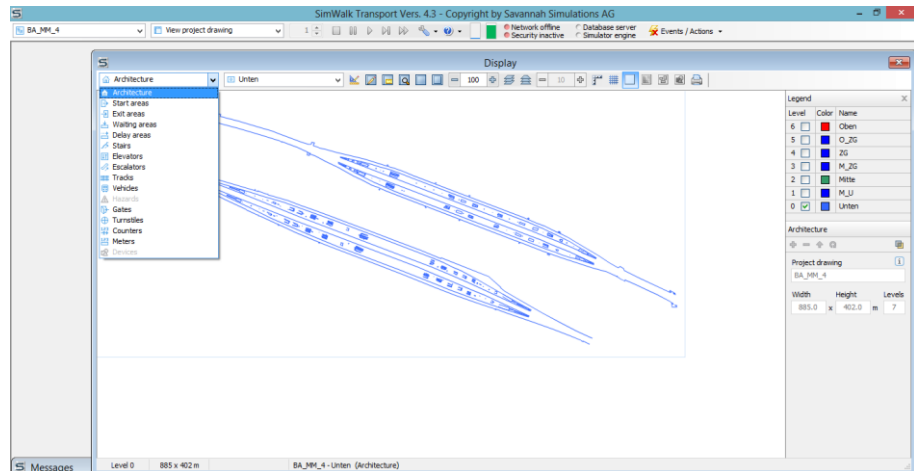 SimWalk Transport Vers. 4.3 - Copyright by Savannah Simulations AG
BA_MM_4
View project drawing
1
Network offline
Security inactive
Database server
Simulator engine
Events / Actions
Display
Architecture
Unten
100
10
Architecture
Start areas
Exit areas
Waiting areas
Delay areas
Stairs
Elevators
Escalators
Tracks
Vehicles
Hazards
Gates
Turnstiles
Counters
Meters
Devices
Legend
Level Color Name
6 Oben
5 O_ZG
4 ZG
3 M_ZG
2 Mitte
1 M_U
0 Unten
Architecture
Project drawing
BA_MM_4
Width Height Levels
885.0 x 402.0 m 7
Messages
Level 0 885 x 402 m BA_MM_4 - Unten (Architecture)